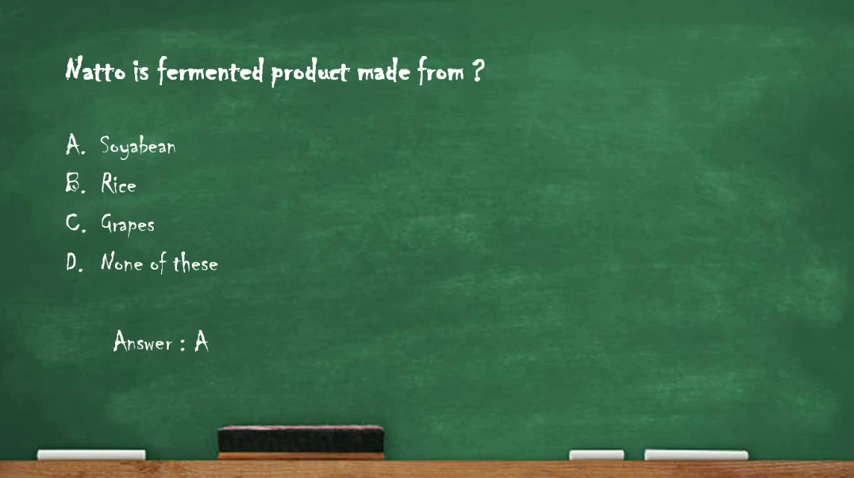 Natto is fermented product made from ?
A. Soyabean
B. Rice
C. Grapes
D. None of these
Answer : A